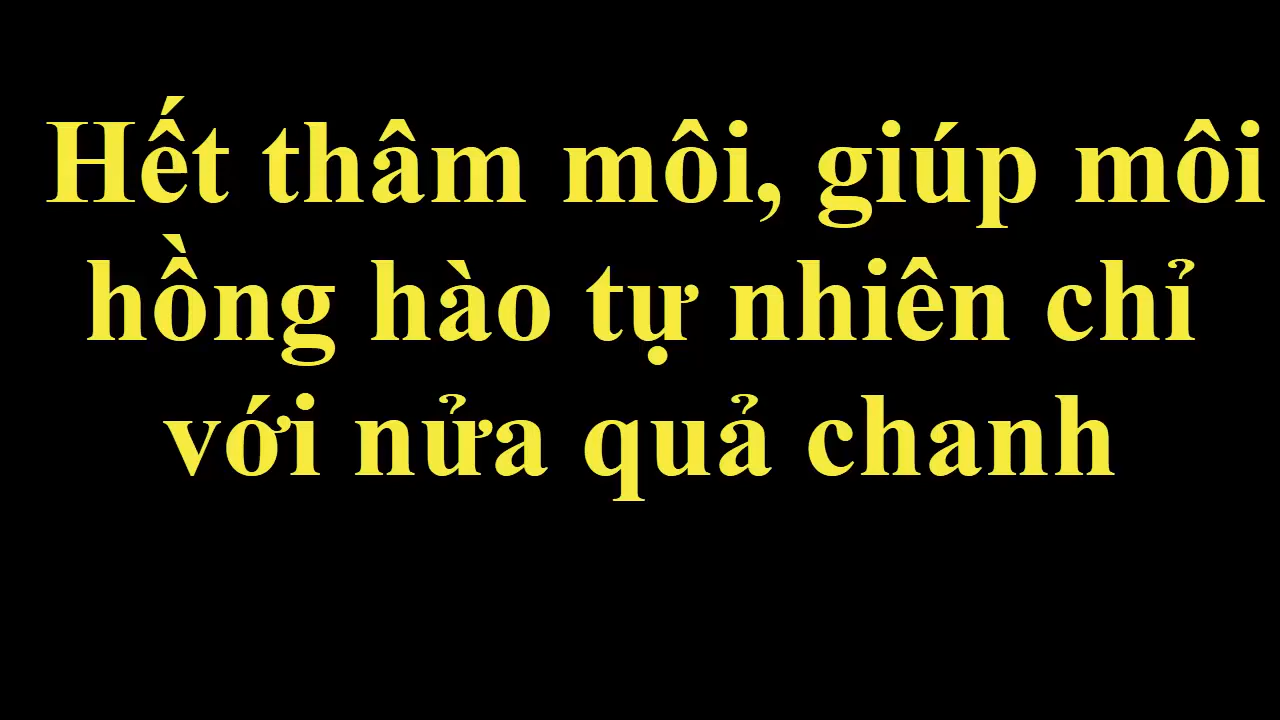 Hết thâm môi, giúp môi
hồng hào tự nhiên chỉ
với nửa quả chanh